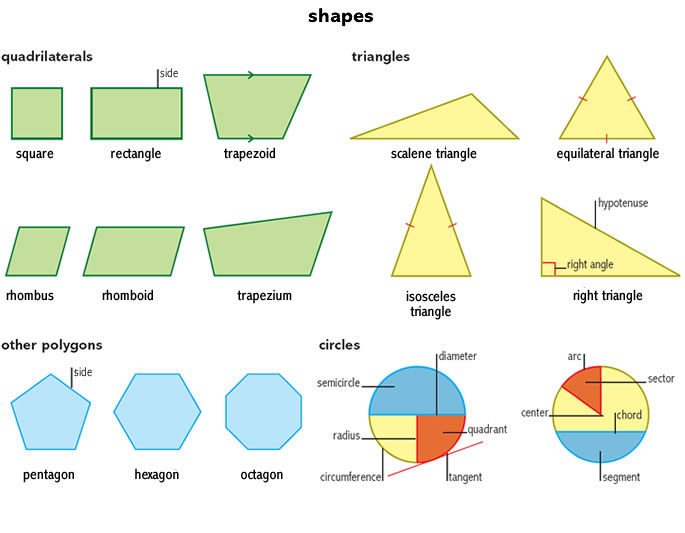 shapes
quadrilaterals
side
square
rectangle
trapezoid
rhombus
rhomboid
trapezium
triangles
scalene triangle
equilateral triangle
isosceles
triangle
hypotenuse
right angle
right triangle
other polygons
side
pentagon
hexagon
octagon
circles
diameter
semicircle
radius
quadrant
circumference
tangent
arc
sector
center
chord
segment